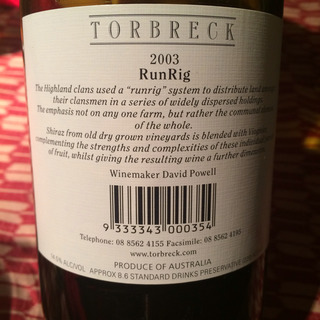 TORBRECK
2003
RunRig
The Highland clans used a "runrig" system to distribute land among
their clansmen in a series of widely dispersed holdings.
The emphasis not on any one farm, but rather the communal
of the whole.
Shiraz from old dry grown vineyards is blended with Viognier
complementing the strengths and complexities of these individual
of fruit, whilst giving the resulting wine a further dimension.
Winemaker David Powell
9 333343 000354
Telephone: 08 8562 4155 Facsimile: 08 8562 4195
torbreck.com
PRODUCE OF AUSTRALIA
ALC/VOL APPROX 8.6 STANDARD DRINKS PRESERVATIVE